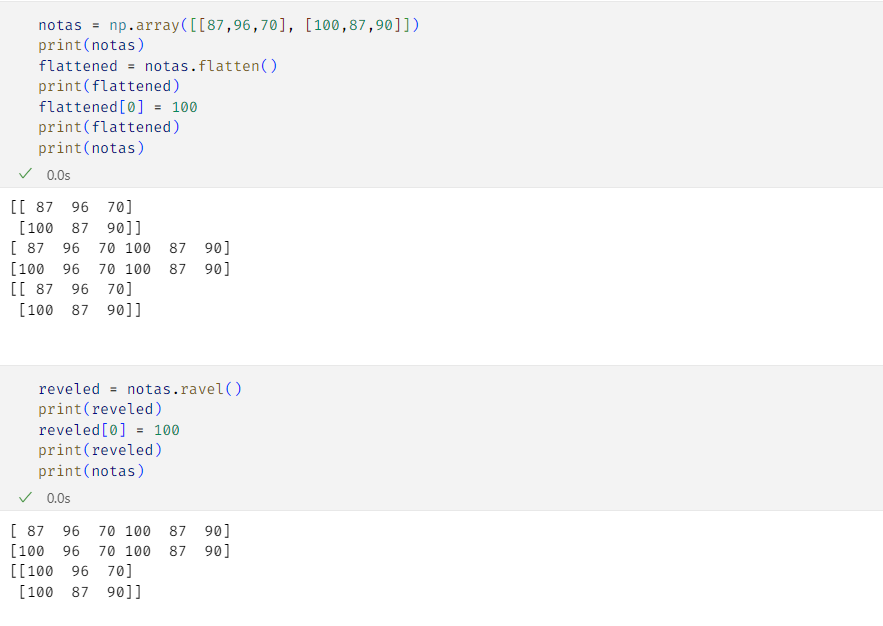 notas = np.array([[87,96,70], [100,87,90]])
print(notas)
flattened = notas.flatten()
print(flattened)
flattened[0] = 100
print(flattened)
print(notas)
✓ 0.0s
[[ 87  96  70]
 [100  87  90]]
[ 87  96  70 100  87  90]
[100  96  70 100  87  90]
[[ 87  96  70]
 [100  87  90]]
reveled = notas.ravel()
print(reveled)
reveled[0] = 100
print(reveled)
print(notas)
✓ 0.0s
[ 87  96  70 100  87  90]
[100  96  70 100  87  90]
[[100  96  70]
 [100  87  90]]